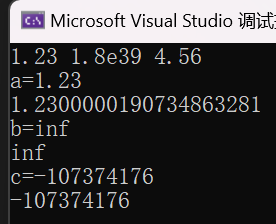 Microsoft Visual Studio 调试
1.23 1.8e39 4.56
a=1.23
1.2300000190734863281
b=inf
inf
c=-107374176
-107374176